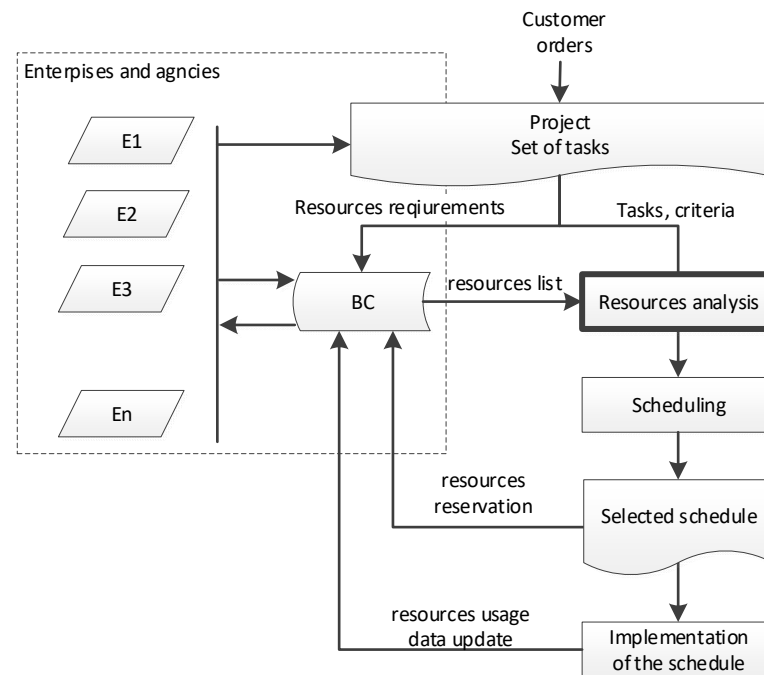 Customer
orders
Enterpises and agncies
Project
Set of tasks
E1
E2
Resources reqiurements
Tasks, criteria
E3
BC
resources list
Resources analysis
En
Scheduling
resources
reservation
Selected schedule
resources usage
data update
Implementation
of the schedule